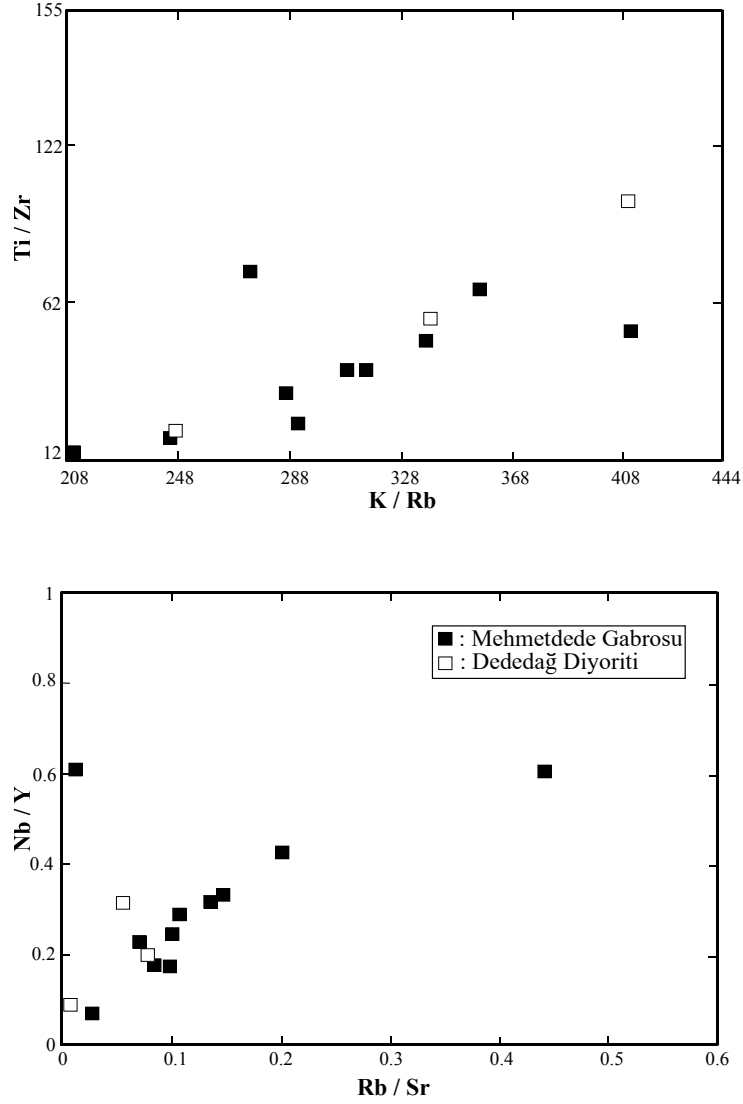 155
122
Ti / Zr
62
12
208 248 288 328 368 408 444
K / Rb
1
■ : Mehmetdede Gabrosu
□ : Dededağ Diyoriti
0.8
0.6
Nb / Y
0.4
0.2
0
0 0.1 0.2 0.3 0.4 0.5 0.6
Rb / Sr